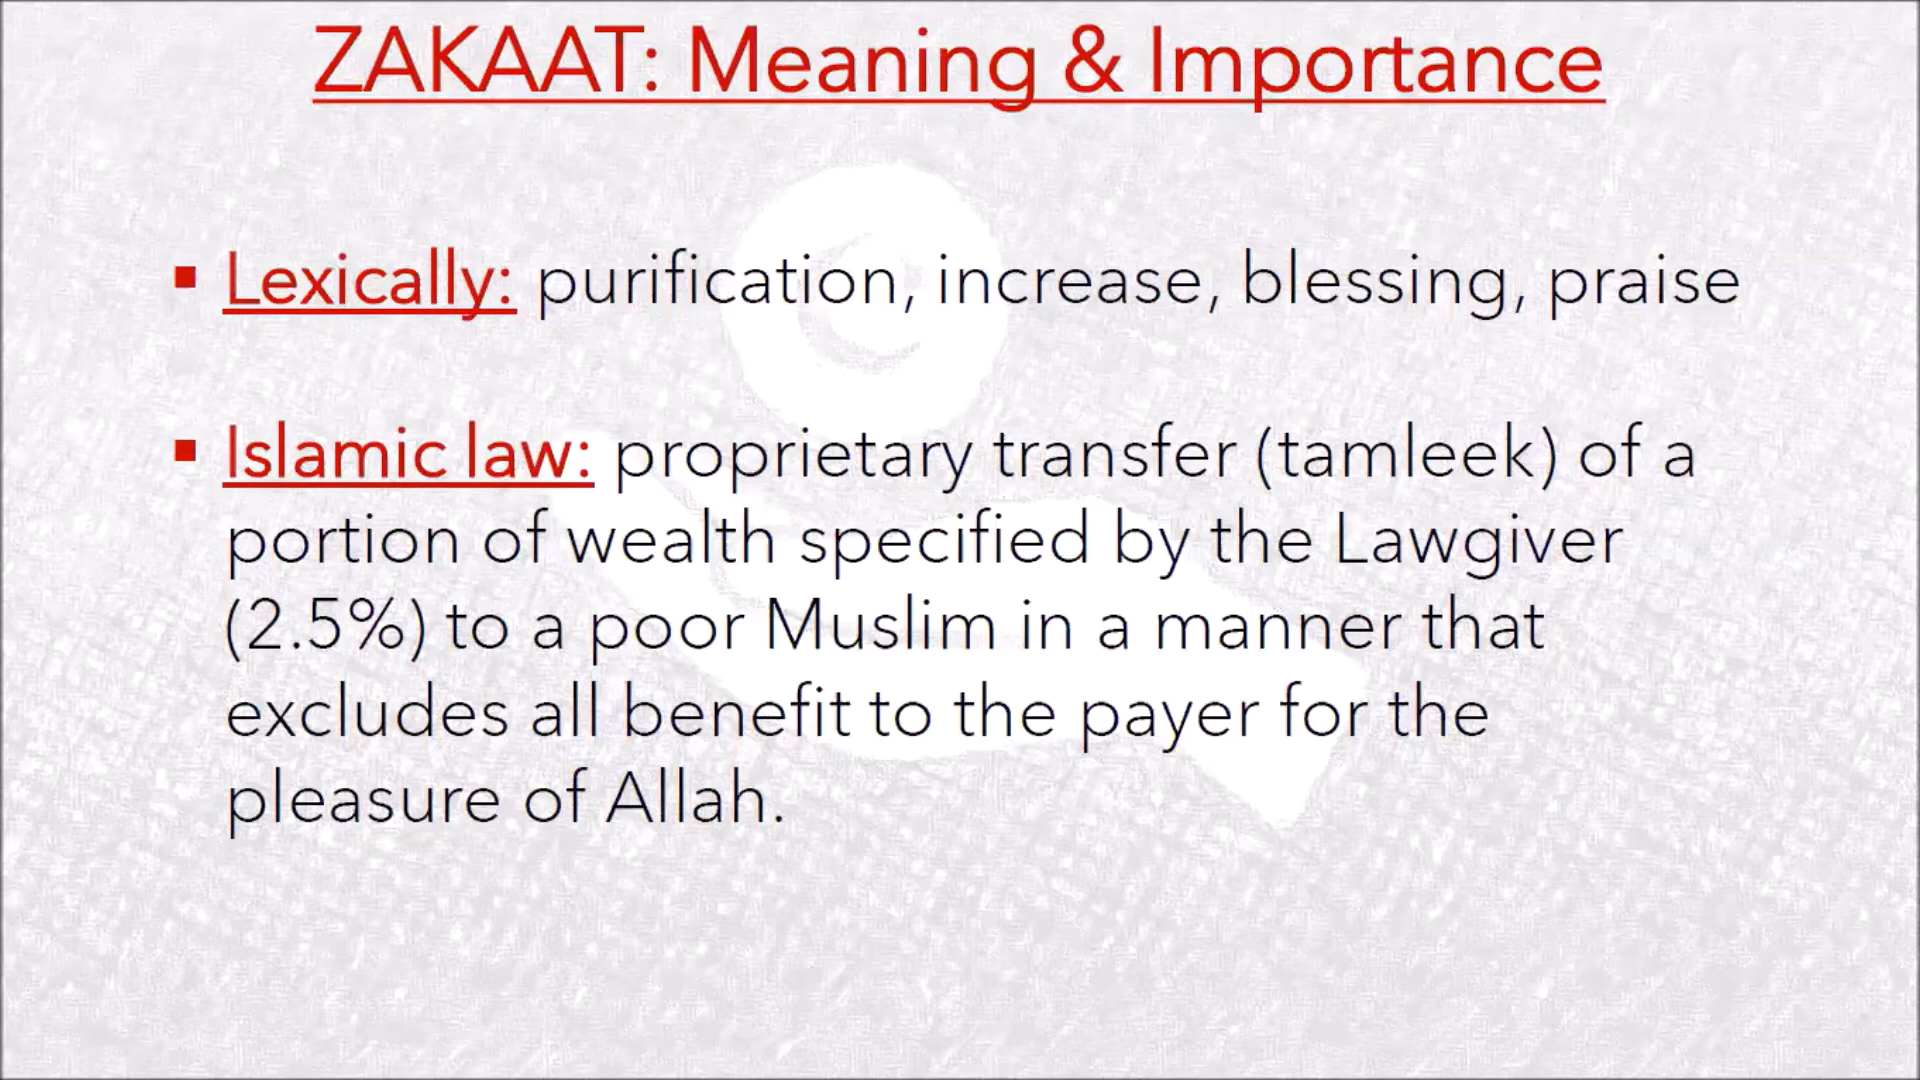 ZAKAAT: Meaning & Importance
▪ Lexically: purification, increase, blessing, praise
▪ Islamic law: proprietary transfer (tamleek) of a
portion of wealth specified by the Lawgiver
(2.5%) to a poor Muslim in a manner that
excludes all benefit to the payer for the
pleasure of Allah.